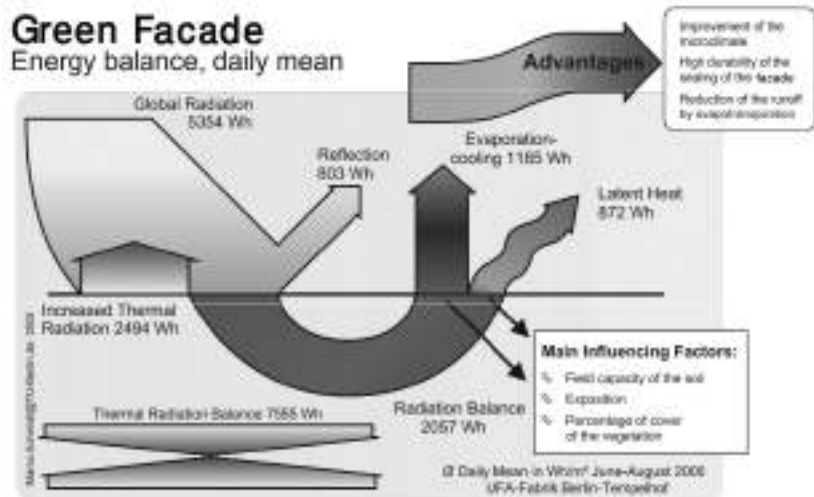 Green Facade
Energy balance, daily mean
Advantages
Improvement of the
microclimate
High durability of the
sealing of the facade
Reduction of the runoff
by evapotranspiration
Global Radiation
5354 Wh
Reflection
803 Wh
Evaporation-
cooling 1185 Wh
Latent Heat
872 Wh
Increased Thermal
Radiation 2494 Wh
Main Influencing Factors:
Field capacity of the soil
Exposition
Percentage of cover
of the vegetation
Thermal Radiation Balance 7555 Wh
Radiation Balance
2057 Wh
Daily Mean in Wh/m² June-August 2000
UFA-Fabrik Berlin-Tempelhof